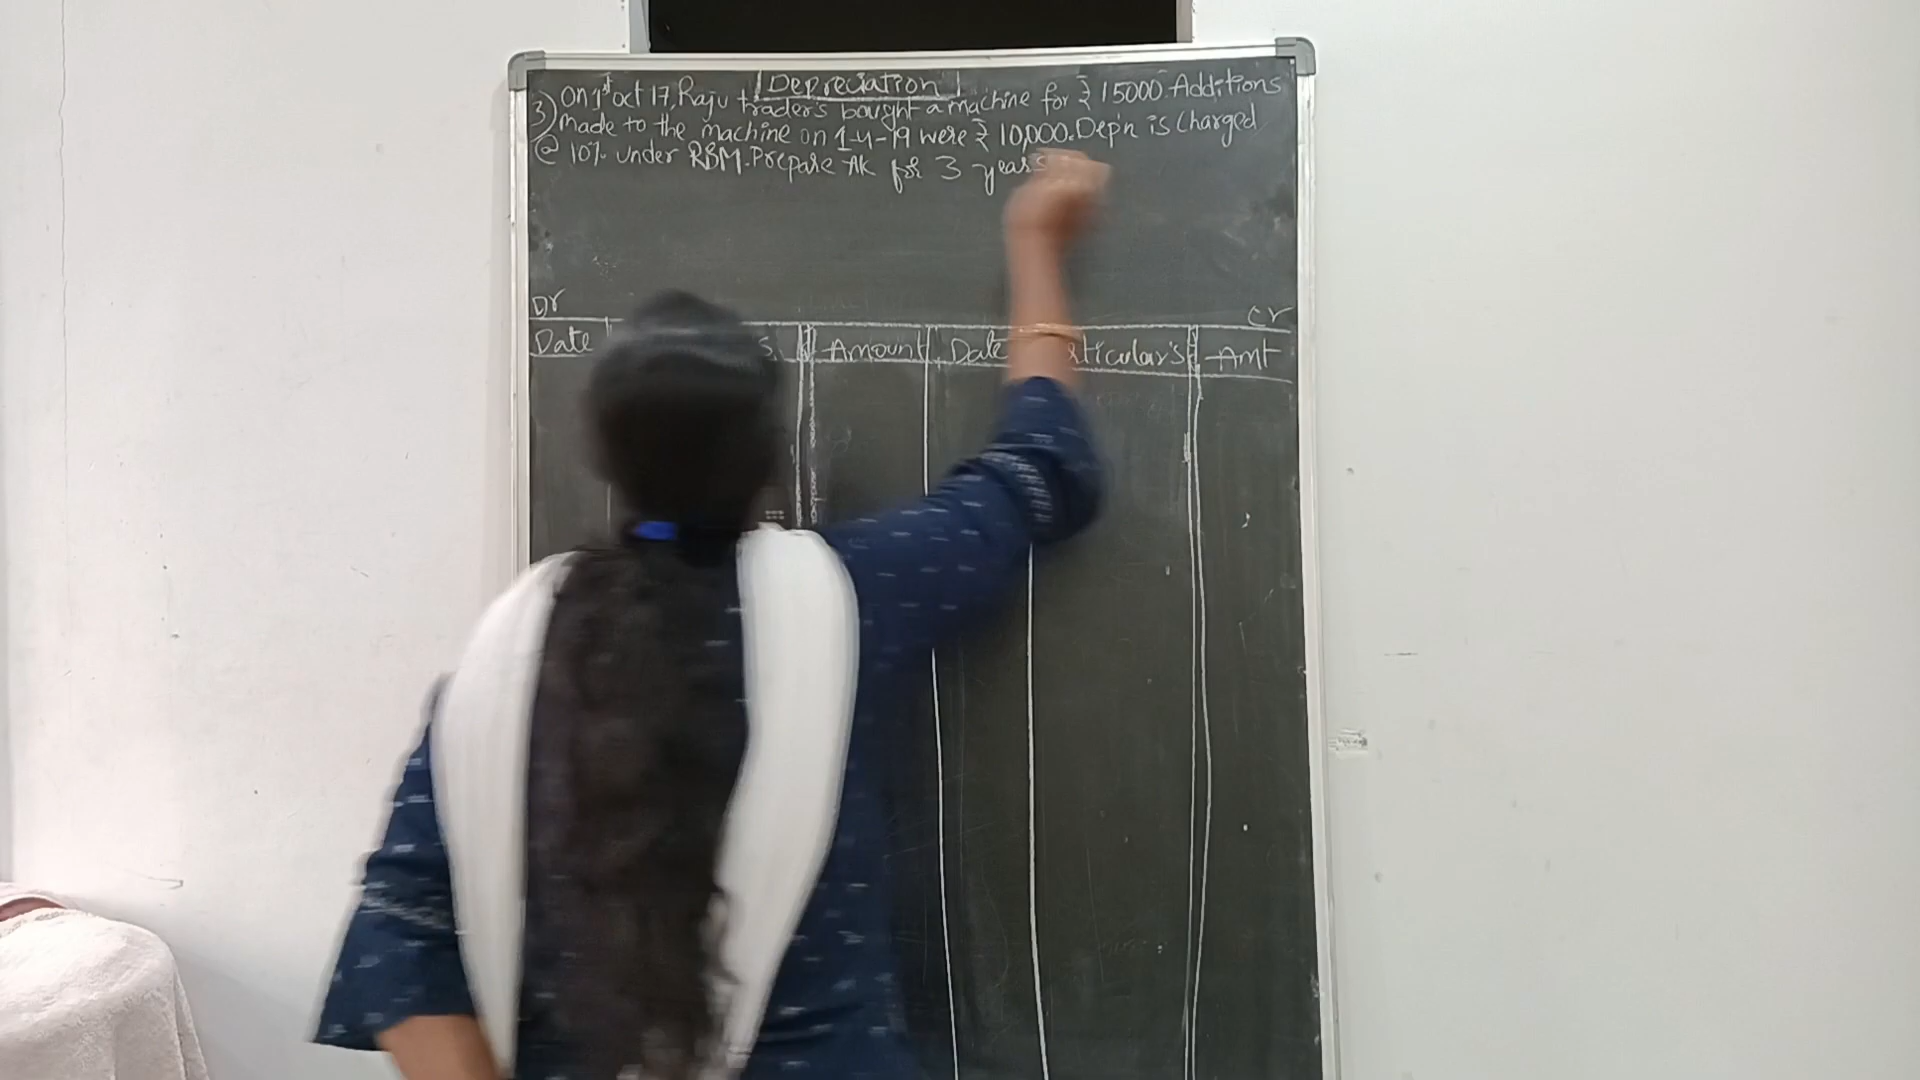 Depreciation
3) On 1st Oct 17, Raju traders bought a machine for ₹ 15000 Additions
made to the machine on 1-4-19 were ₹ 10,000. Dep'n is charged
@ 10% under RBM. Prepare A/c for 3 years
Dr Cr
Date Amount Date Particular's Amt